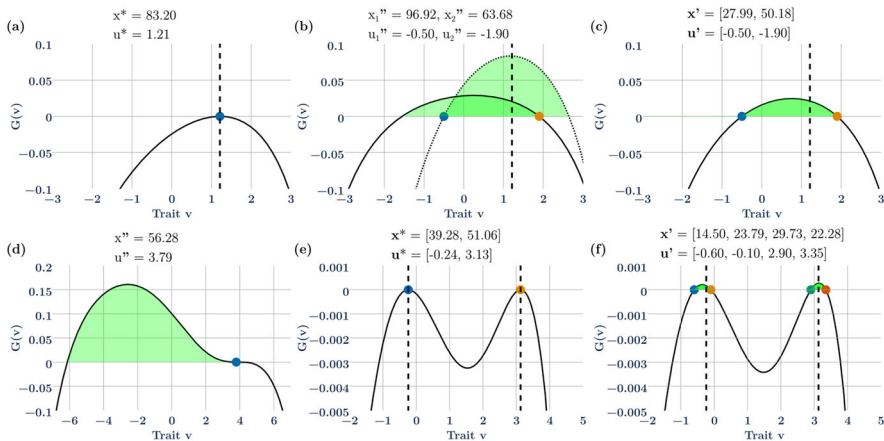 (a)
x* = 83.20
u* = 1.21
G(v)
0.1
0.05
0
−0.05
−0.1
−3 −2 −1 0 1 2 3
Trait v
(b)
x₁” = 96.92, x₂” = 63.68
u₁” = -0.50, u₂” = -1.90
G(v)
0.1
0.05
0
−0.05
−0.1
−3 −2 −1 0 1 2 3
Trait v
(c)
x’ = [27.99, 50.18]
u’ = [-0.50, -1.90]
G(v)
0.1
0.05
0
−0.05
−0.1
−3 −2 −1 0 1 2 3
Trait v
(d)
x” = 56.28
u” = 3.79
G(v)
0.2
0.15
0.1
0.05
0
−0.05
−0.1
−6 −4 −2 0 2 4 6
Trait v
(e)
x* = [39.28, 51.06]
u* = [-0.24, 3.13]
G(v)
0.001
0
−0.001
−0.002
−0.003
−0.004
−0.005
−2 −1 0 1 2 3 4 5
Trait v
(f)
x’ = [14.50, 23.79, 29.73, 22.28]
u’ = [-0.60, -0.10, 2.90, 3.35]
G(v)
0.001
0
−0.001
−0.002
−0.003
−0.004
−0.005
−2 −1 0 1 2 3 4 5
Trait v